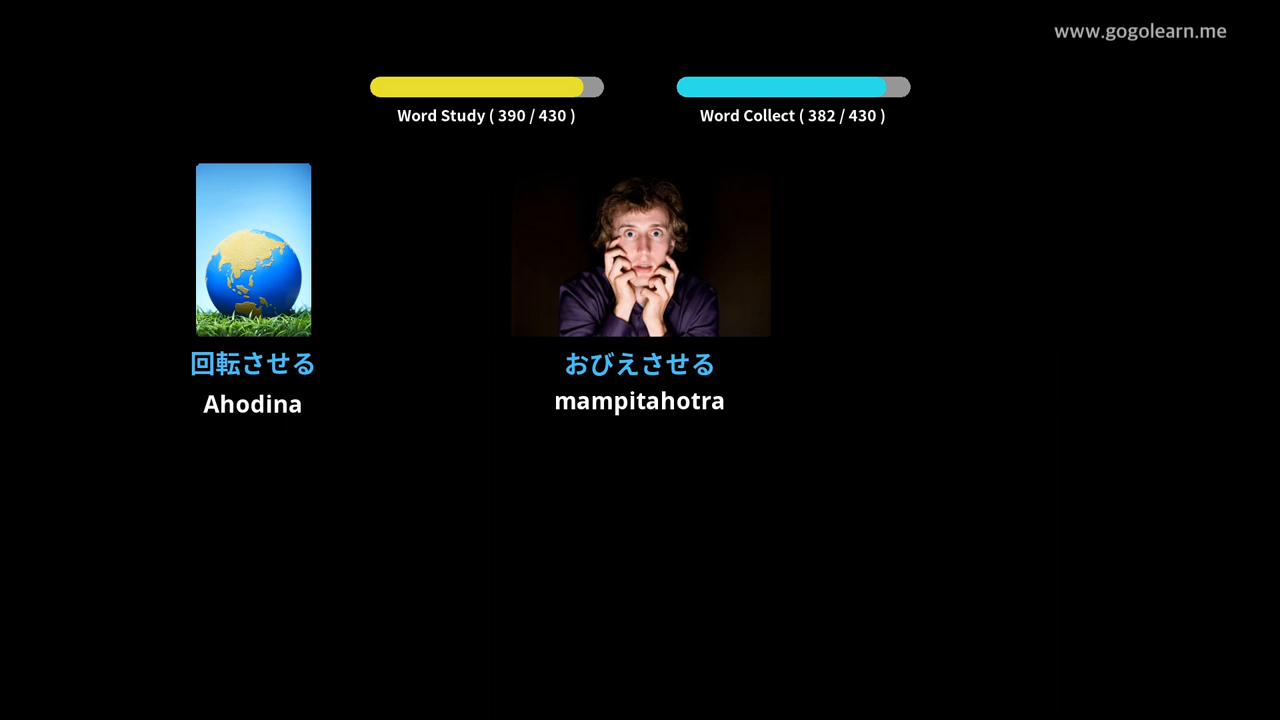 www.gogolearn.me
Word Study ( 390 / 430 )
Word Collect ( 382 / 430 )
回転させる
Ahodina
おびえさせる
mampitahotra